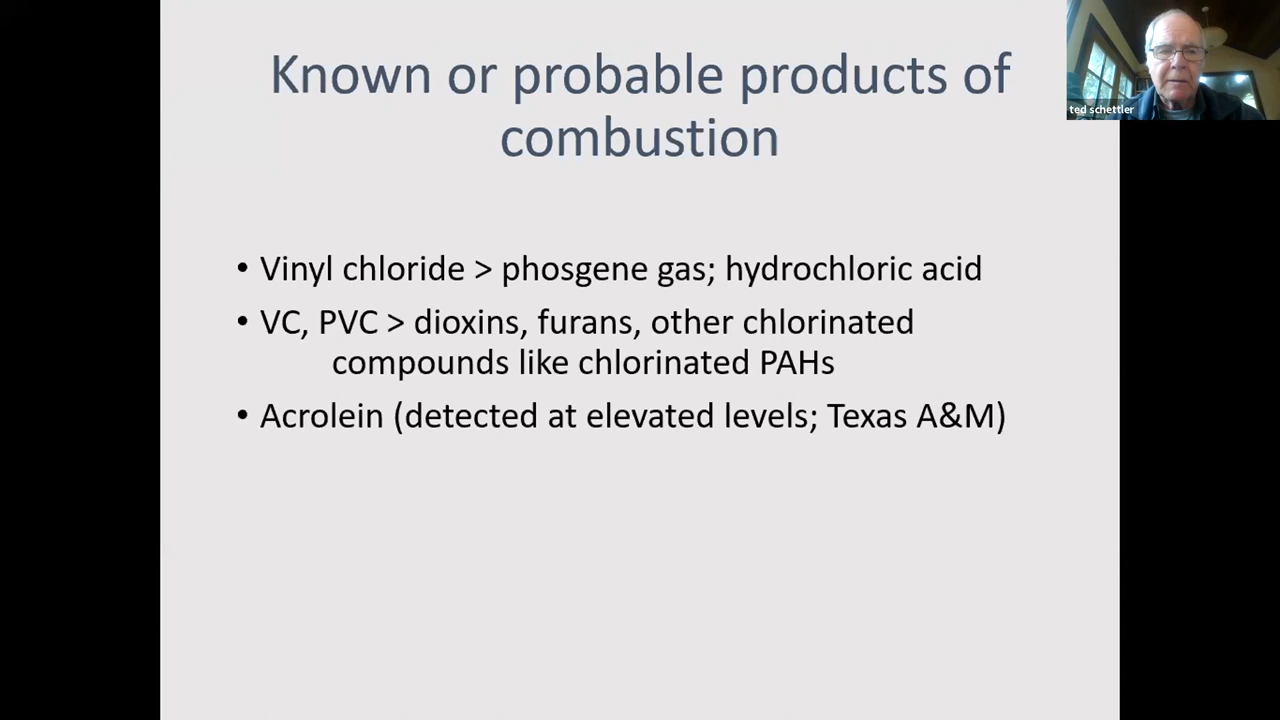 Known or probable products of
combustion
ted schettler
• Vinyl chloride > phosgene gas; hydrochloric acid
• VC, PVC > dioxins, furans, other chlorinated
compounds like chlorinated PAHs
• Acrolein (detected at elevated levels; Texas A&M)